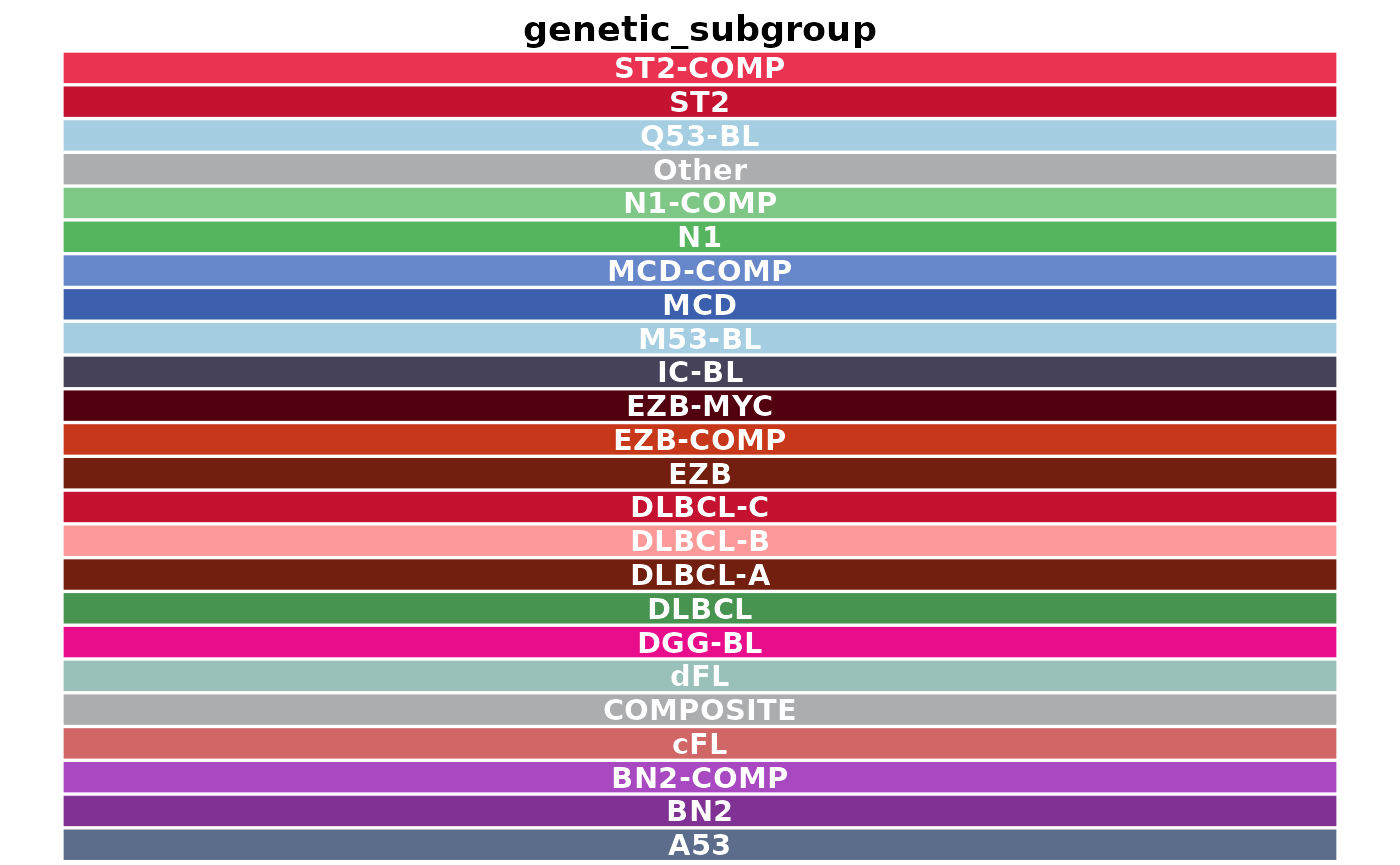 genetic_subgroup
ST2-COMP
ST2
Q53-BL
Other
N1-COMP
N1
MCD-COMP
MCD
M53-BL
IC-BL
EZB-MYC
EZB-COMP
EZB
DLBCL-C
DLBCL-B
DLBCL-A
DLBCL
DGG-BL
dFL
COMPOSITE
cFL
BN2-COMP
BN2
A53